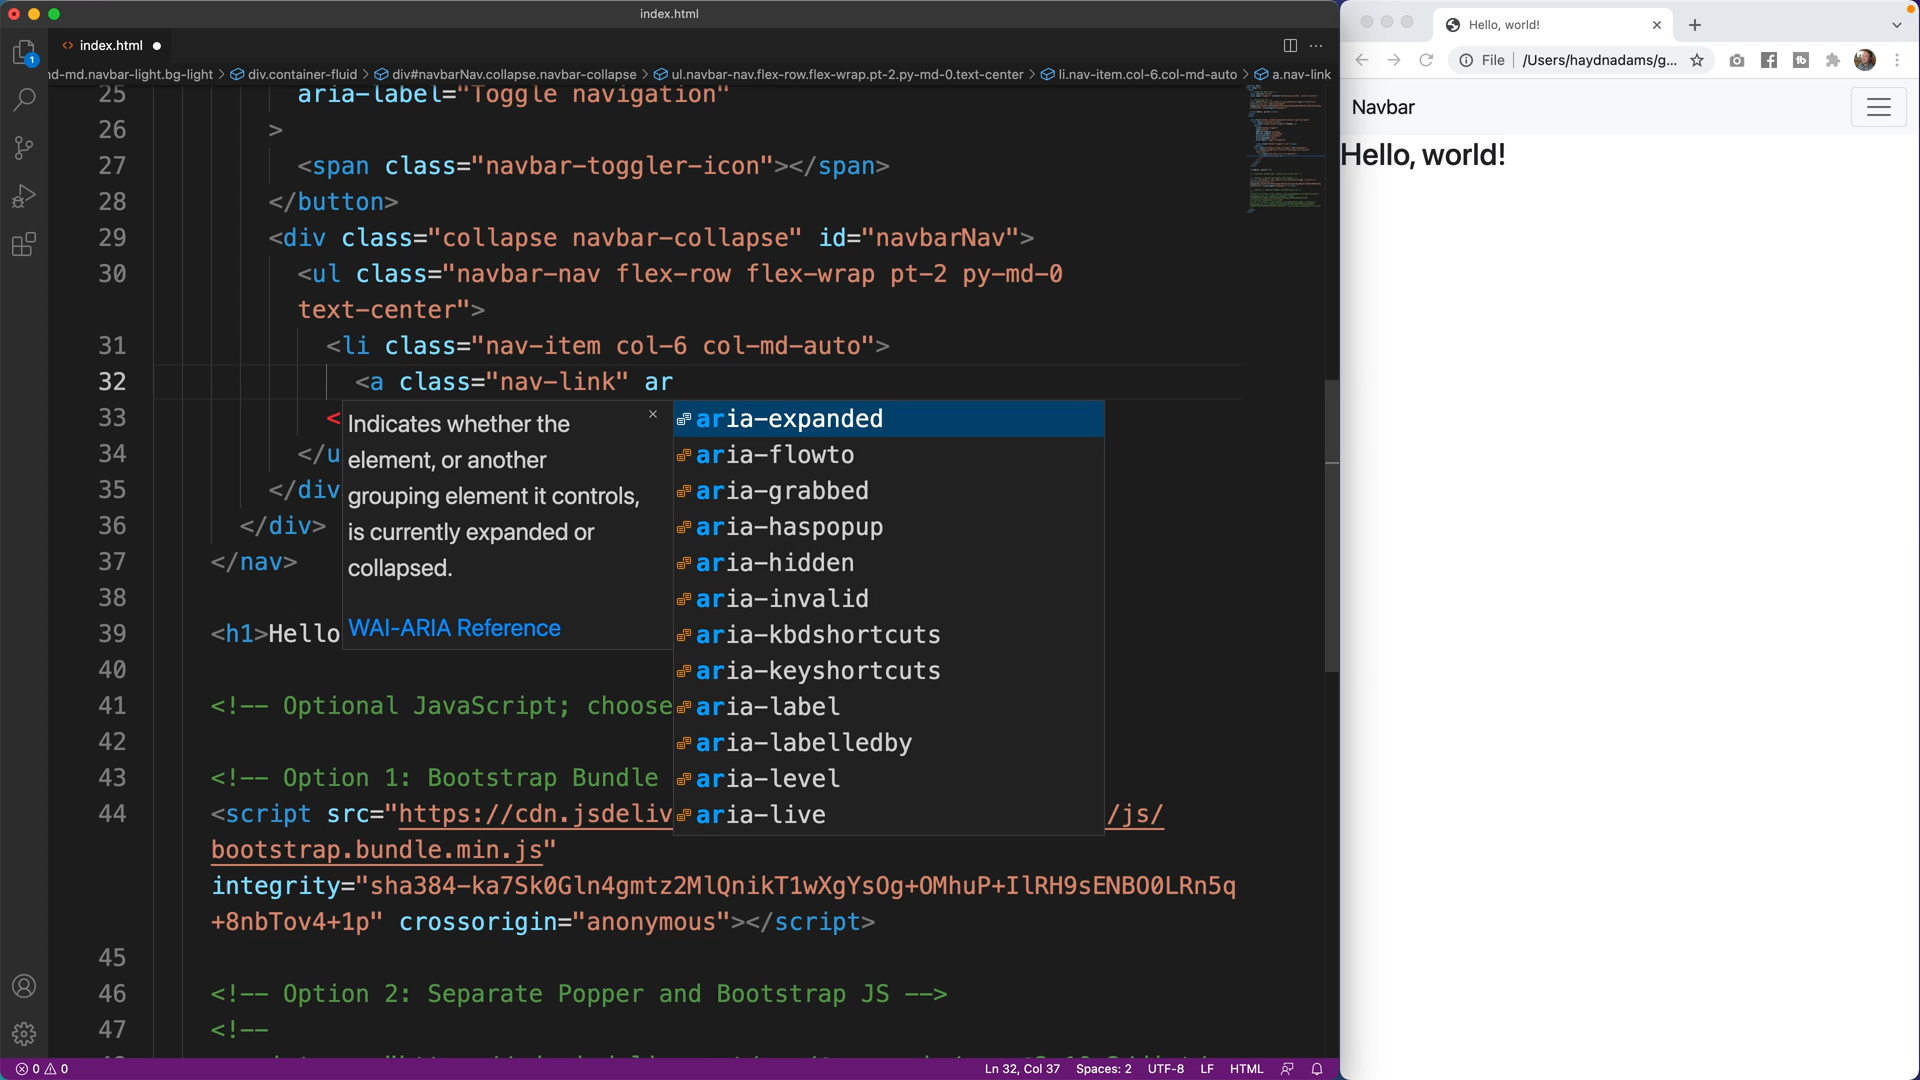 index.html
index.html
nd-md.navbar-light.bg-light > div.container-fluid > div#navbarNav.collapse.navbar-collapse > ul.navbar-nav.flex-row.flex-wrap.pt-2.py-md-0.text-center > li.nav-item.col-6.col-md-auto > a.nav-link
1
25 aria-label="Toggle navigation"
26 >
27 <span class="navbar-toggler-icon"></span>
28 </button>
29 <div class="collapse navbar-collapse" id="navbarNav">
30 <ul class="navbar-nav flex-row flex-wrap pt-2 py-md-0
text-center">
31 <li class="nav-item col-6 col-md-auto">
32 <a class="nav-link" ar
33 <
34 </u
35 </div
36 </div>
37 </nav>
38
39 <h1>Hello
40
41 <!-- Optional JavaScript; choose
42
43 <!-- Option 1: Bootstrap Bundle
44 <script src="https://cdn.jsdeliv /js/
bootstrap.bundle.min.js"
integrity="sha384-ka7Sk0Gln4gmtz2MlQnikT1wXgYsOg+OMhuP+IlRH9sENBO0LRn5q
+8nbTov4+1p" crossorigin="anonymous"></script>
45
46 <!-- Option 2: Separate Popper and Bootstrap JS -->
47 <!--
Indicates whether the
element, or another
grouping element it controls,
is currently expanded or
collapsed.
WAI-ARIA Reference
aria-expanded
aria-flowto
aria-grabbed
aria-haspopup
aria-hidden
aria-invalid
aria-kbdshortcuts
aria-keyshortcuts
aria-label
aria-labelledby
aria-level
aria-live
0 0
Ln 32, Col 37 Spaces: 2 UTF-8 LF HTML
Hello, world!
File /Users/haydnadams/g...
Navbar
Hello, world!